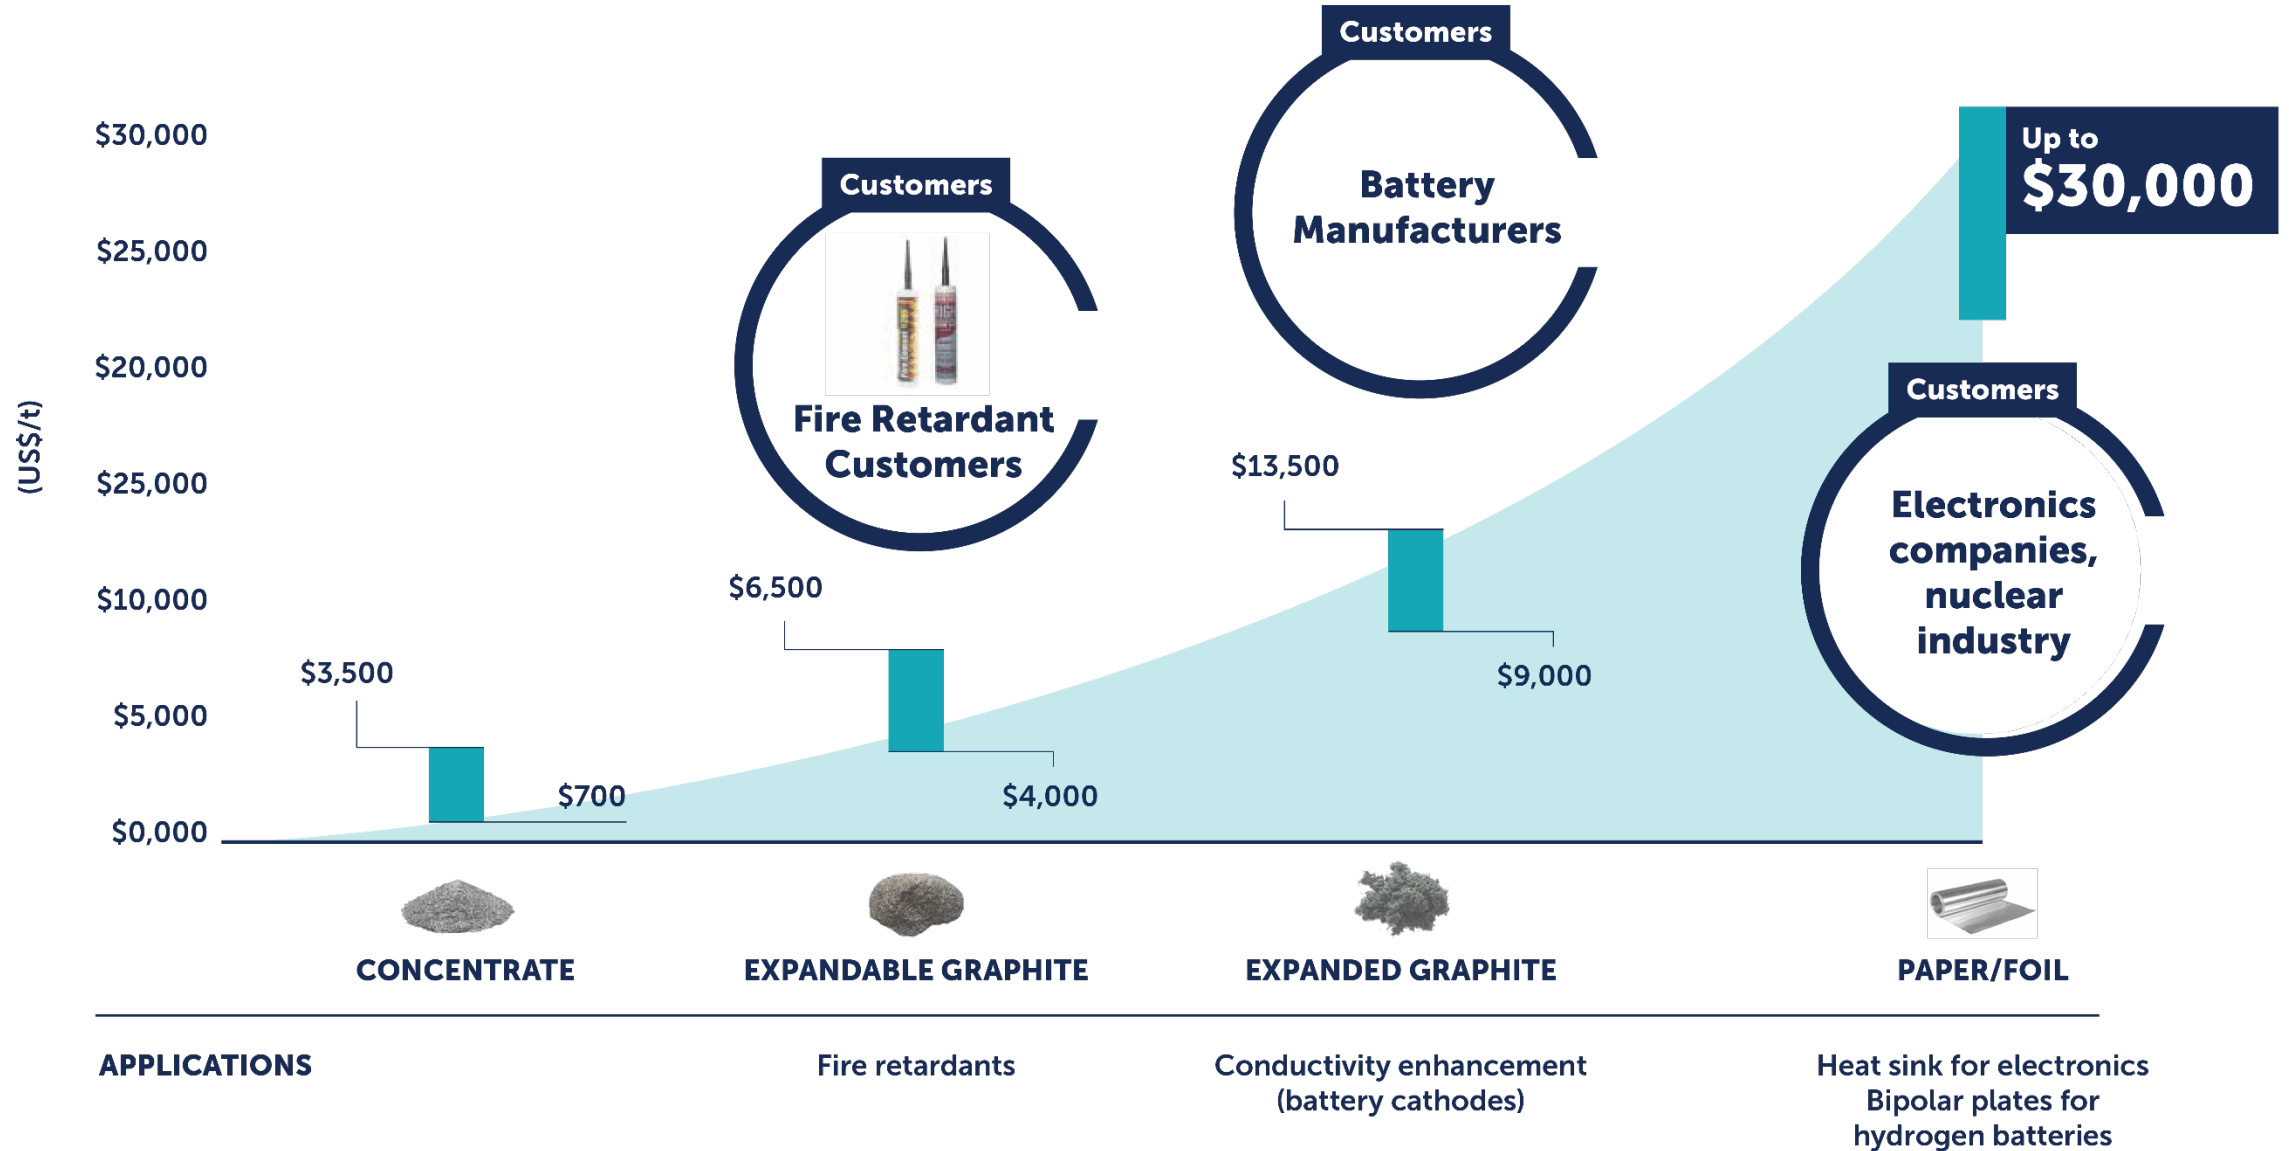 Customers
$30,000
Up to
$30,000
Customers
Battery
Manufacturers
$25,000
$20,000
Customers
Fire Retardant
Customers
(US$/t)
$25,000
$13,500
Electronics
companies,
nuclear
industry
$10,000
$6,500
$9,000
$5,000
$3,500
$4,000
$700
$0,000
CONCENTRATE
EXPANDABLE GRAPHITE
EXPANDED GRAPHITE
PAPER/FOIL
APPLICATIONS
Fire retardants
Conductivity enhancement
(battery cathodes)
Heat sink for electronics
Bipolar plates for
hydrogen batteries